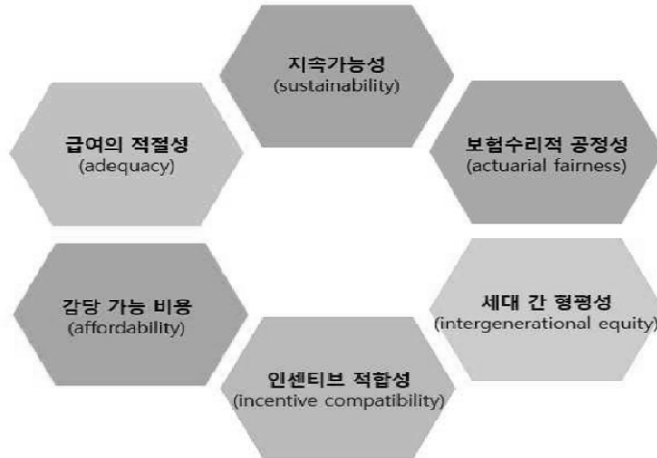 지속가능성
(sustainability)
급여의 적절성
(adequacy)
보험수리적 공정성
(actuarial fairness)
감당 가능 비용
(affordability)
세대 간 형평성
(intergenerational equity)
인센티브 적합성
(incentive compatibility)